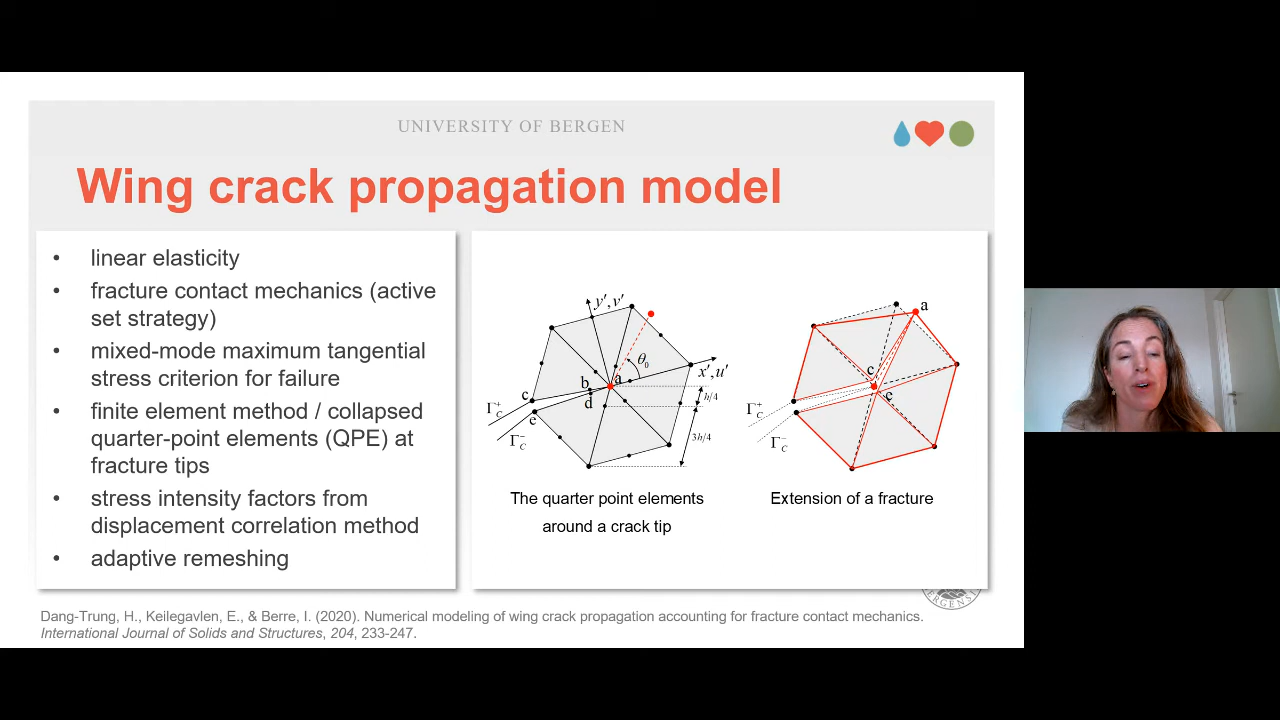 UNIVERSITY OF BERGEN
Wing crack propagation model
• linear elasticity
• fracture contact mechanics (active
set strategy)
• mixed-mode maximum tangential
stress criterion for failure
• finite element method / collapsed
quarter-point elements (QPE) at
fracture tips
• stress intensity factors from
displacement correlation method
• adaptive remeshing
y′,v′
θ₀
x′,u′
b
a
c
d
e
h/4
3h/4
Γ_C^+
Γ_C^-
The quarter point elements
around a crack tip
a
c
e
Γ_C^+
Γ_C^-
Extension of a fracture
Dang-Trung, H., Keilegavlen, E., & Berre, I. (2020). Numerical modeling of wing crack propagation accounting for fracture contact mechanics.
International Journal of Solids and Structures, 204, 233-247.